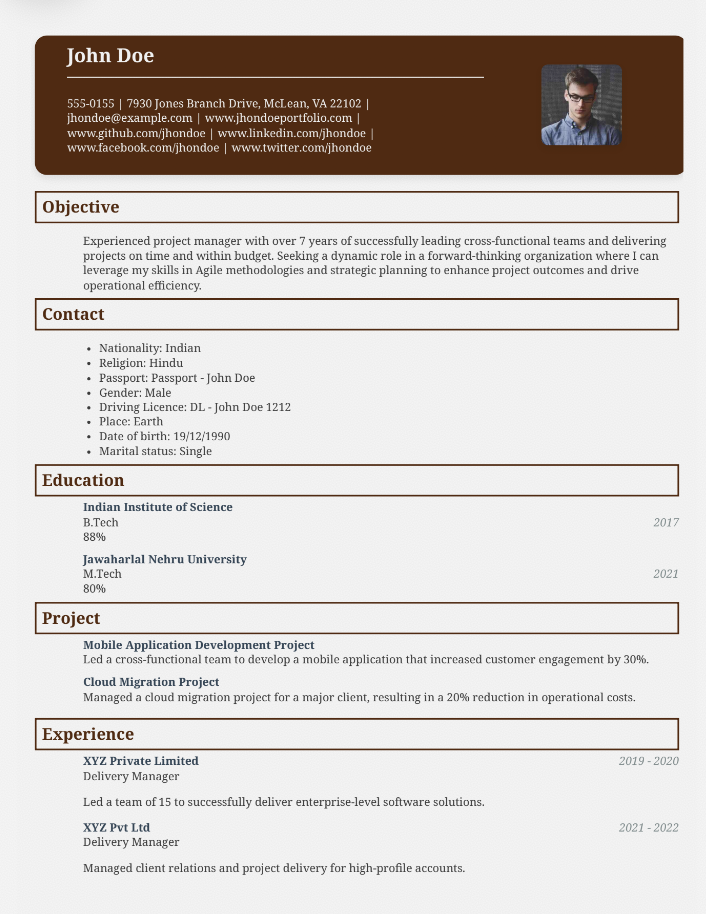 John Doe
555-0155 | 7930 Jones Branch Drive, McLean, VA 22102 |
jhondoe@example.com | www.jhondoeportfolio.com |
www.github.com/jhondoe | www.linkedin.com/jhondoe |
www.facebook.com/jhondoe | www.twitter.com/jhondoe
Objective
Experienced project manager with over 7 years of successfully leading cross-functional teams and delivering
projects on time and within budget. Seeking a dynamic role in a forward-thinking organization where I can
leverage my skills in Agile methodologies and strategic planning to enhance project outcomes and drive
operational efficiency.
Contact
• Nationality: Indian
• Religion: Hindu
• Passport: Passport - John Doe
• Gender: Male
• Driving Licence: DL - John Doe 1212
• Place: Earth
• Date of birth: 19/12/1990
• Marital status: Single
Education
Indian Institute of Science
B.Tech 2017
88%
Jawaharlal Nehru University
M.Tech 2021
80%
Project
Mobile Application Development Project
Led a cross-functional team to develop a mobile application that increased customer engagement by 30%.
Cloud Migration Project
Managed a cloud migration project for a major client, resulting in a 20% reduction in operational costs.
Experience
XYZ Private Limited 2019 - 2020
Delivery Manager
Led a team of 15 to successfully deliver enterprise-level software solutions.
XYZ Pvt Ltd 2021 - 2022
Delivery Manager
Managed client relations and project delivery for high-profile accounts.